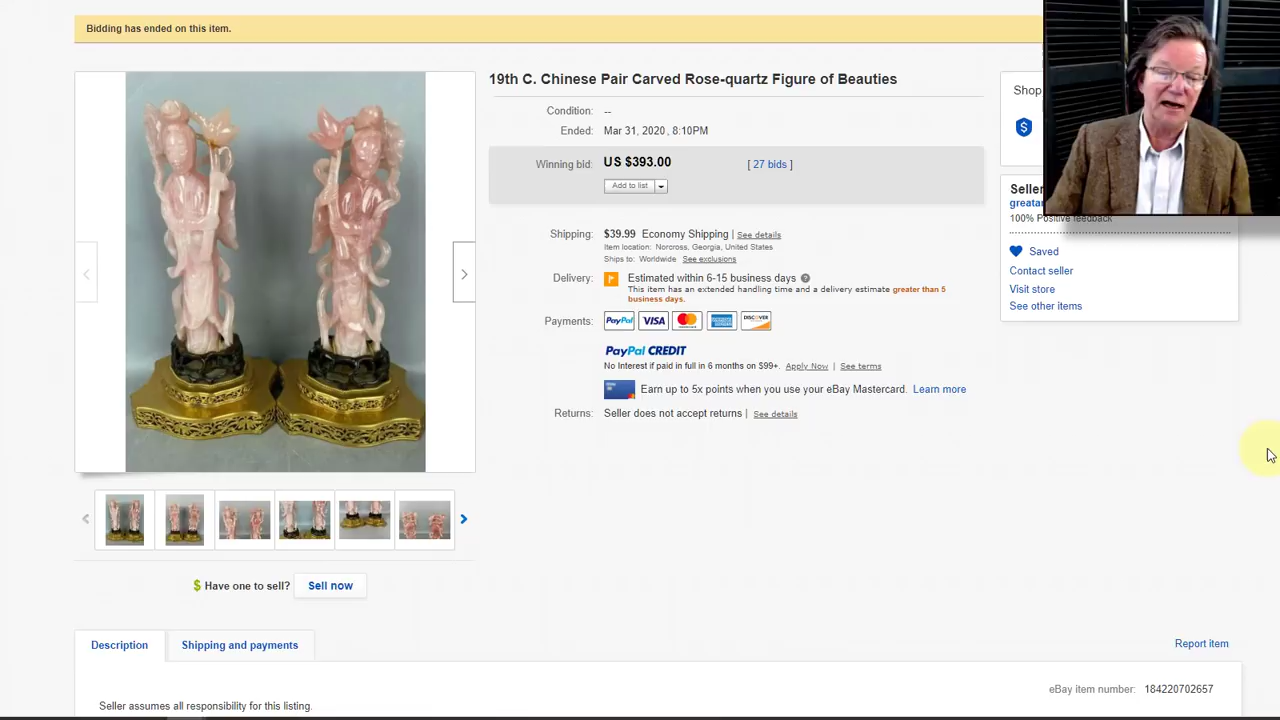 Bidding has ended on this item.
19th C. Chinese Pair Carved Rose-quartz Figure of Beauties
Condition: --
Ended: Mar 31, 2020, 8:10PM
Winning bid: US $393.00 [ 27 bids ]
Add to list
Shipping: $39.99 Economy Shipping | See details
Item location: Norcross, Georgia, United States
Ships to: Worldwide See exclusions
Delivery: Estimated within 6-15 business days ?
This item has an extended handling time and a delivery estimate greater than 5
business days.
Payments: PayPal VISA MasterCard AMERICAN EXPRESS DISCOVER
PayPal CREDIT
No Interest if paid in full in 6 months on $99+. Apply Now | See terms
Earn up to 5x points when you use your eBay Mastercard. Learn more
Returns: Seller does not accept returns | See details
Shop
$
Seller
100% Positive feedback
Saved
Contact seller
Visit store
See other items
$ Have one to sell? Sell now
Description
Shipping and payments
Report item
eBay item number: 184220702657
Seller assumes all responsibility for this listing.